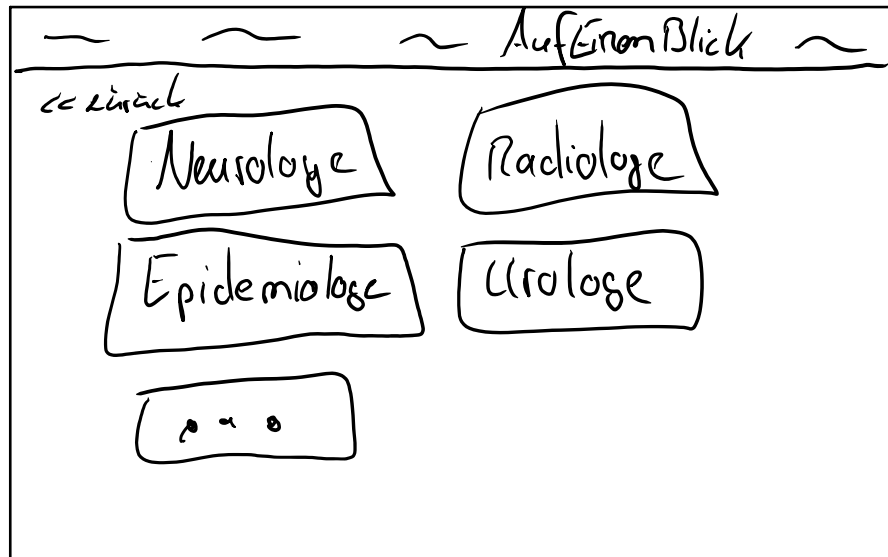 Auf Einen Blick
<< zurück
Neurologe Radiologe
Epidemiologe Urologe
...